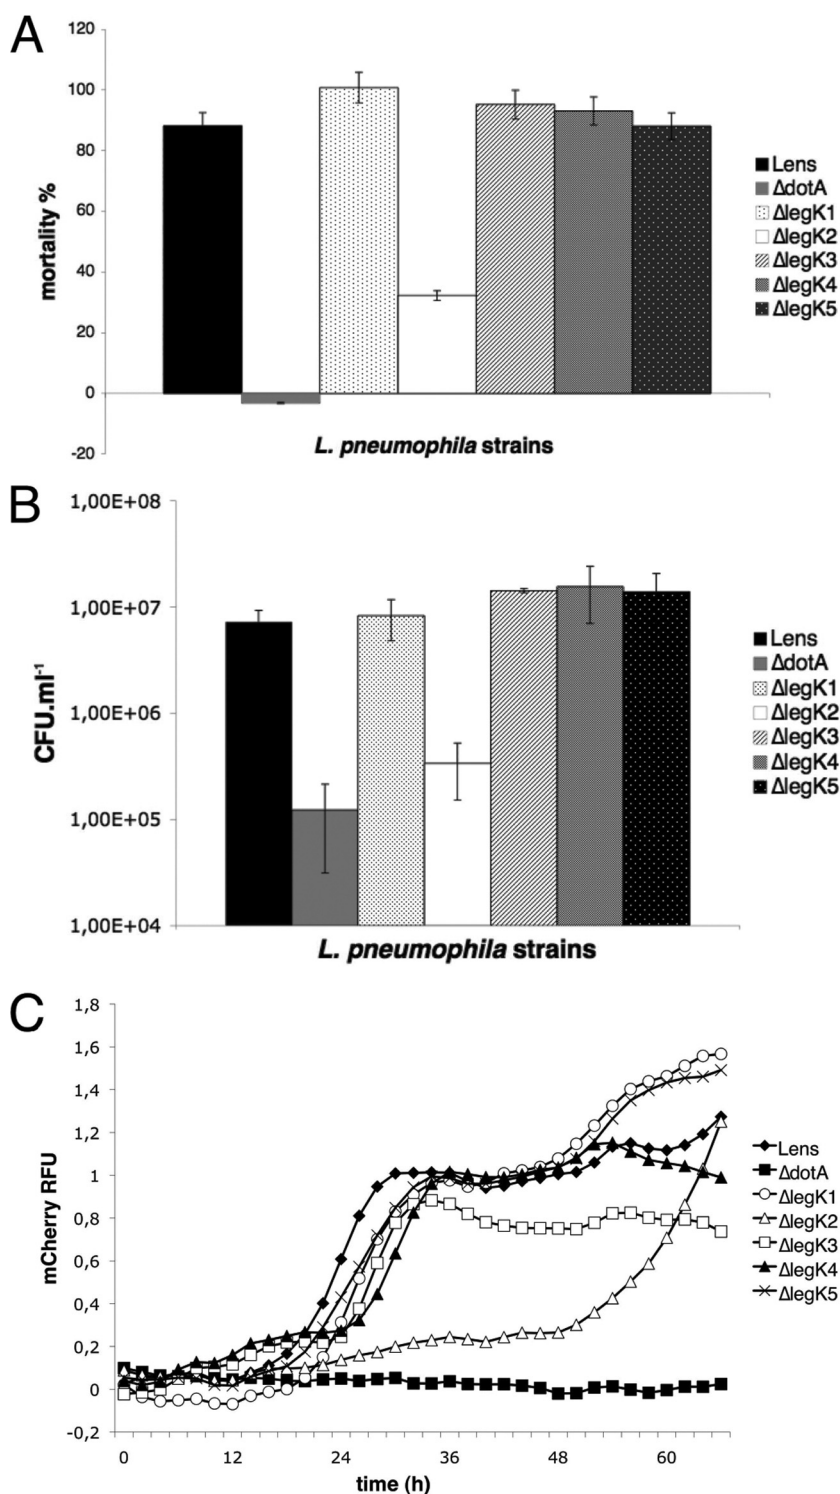 A
120
100
80
60
40
20
0
-20
mortality %
L. pneumophila strains
Lens
ΔdotA
ΔlegK1
ΔlegK2
ΔlegK3
ΔlegK4
ΔlegK5
B
1,00E+08
1,00E+07
1,00E+06
1,00E+05
1,00E+04
CFU.ml-1
L. pneumophila strains
Lens
ΔdotA
ΔlegK1
ΔlegK2
ΔlegK3
ΔlegK4
ΔlegK5
C
1,8
1,6
1,4
1,2
1
0,8
0,6
0,4
0,2
0
-0,2
mCherry RFU
0 12 24 36 48 60
time (h)
Lens
ΔdotA
ΔlegK1
ΔlegK2
ΔlegK3
ΔlegK4
ΔlegK5